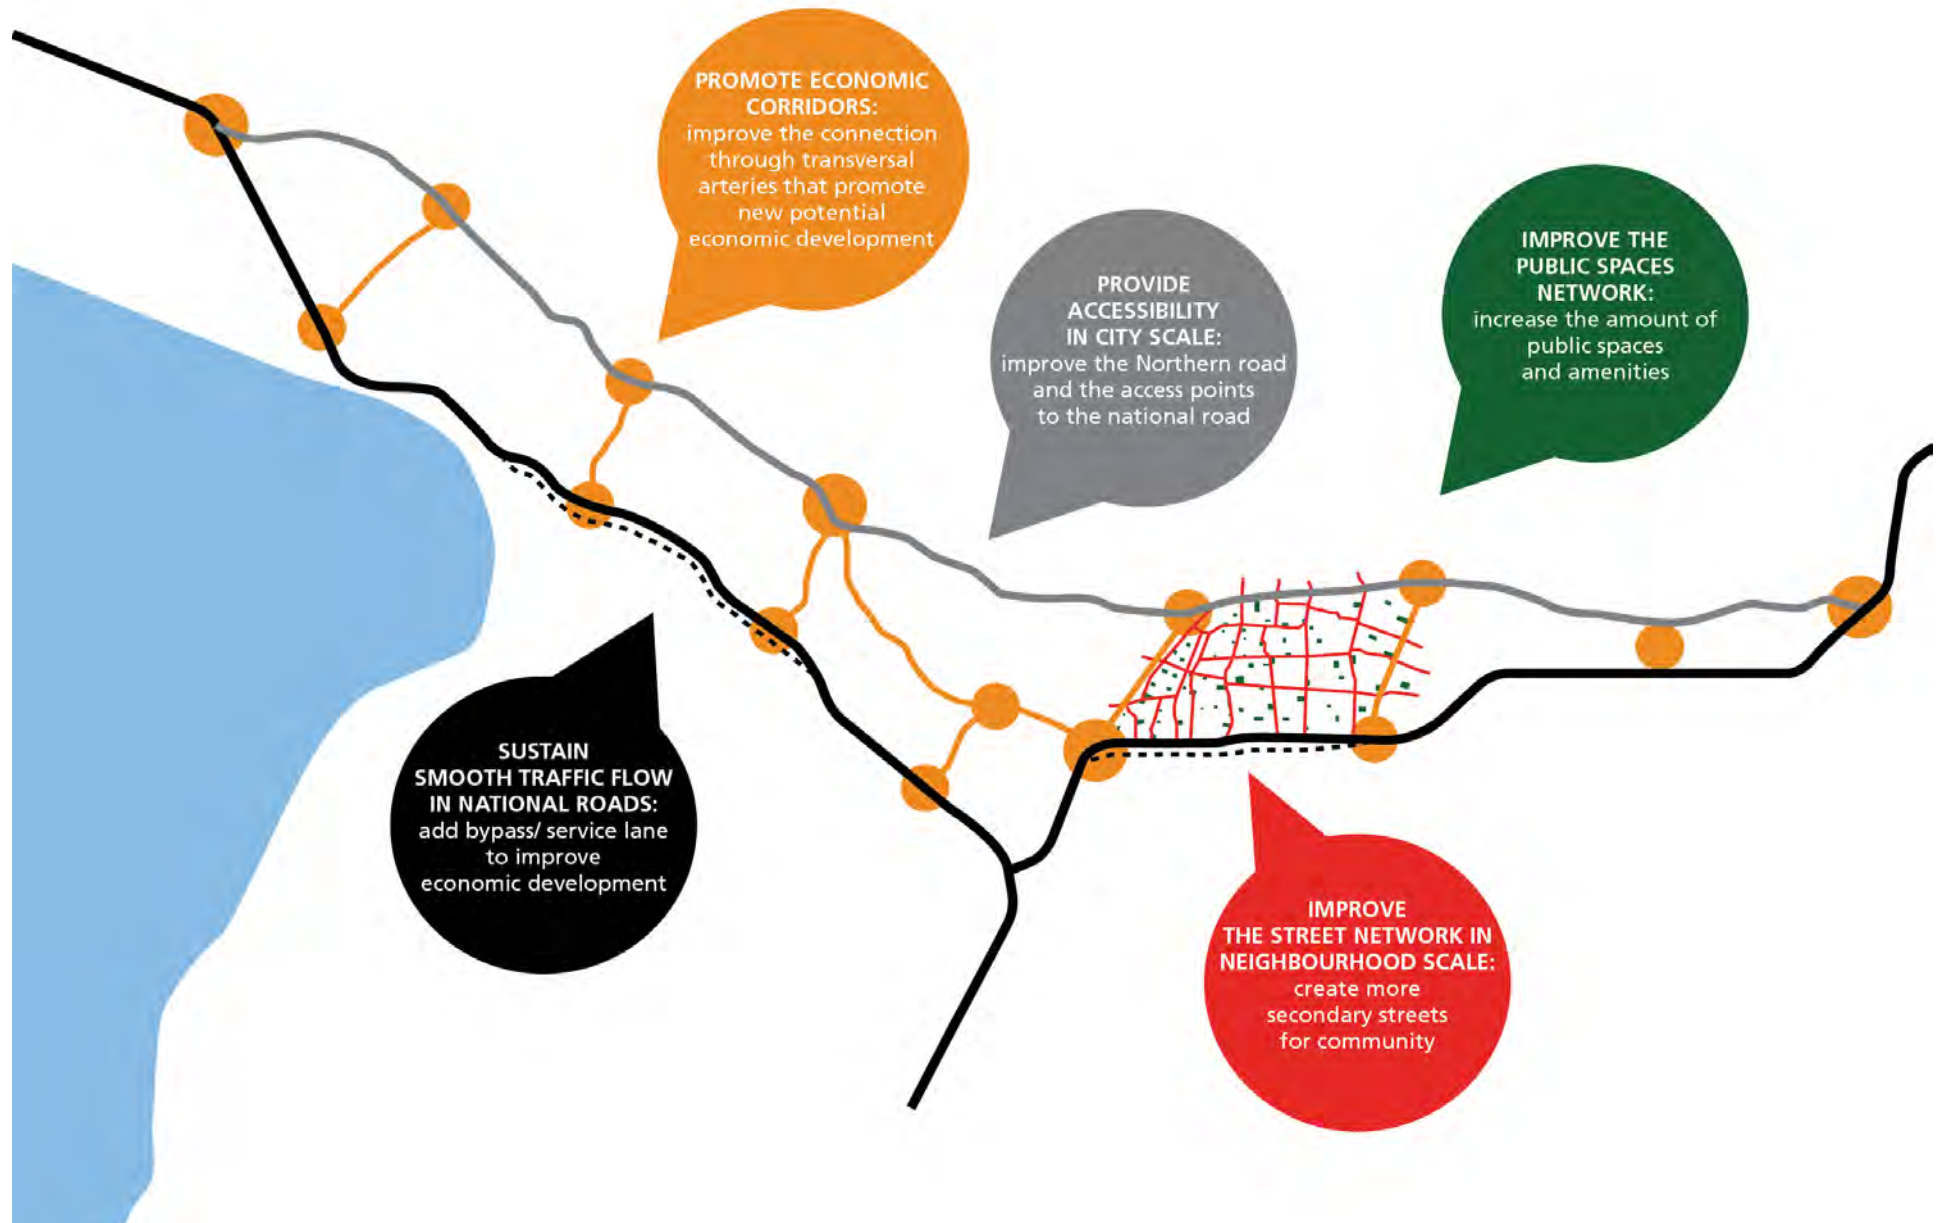 PROMOTE ECONOMIC
CORRIDORS:
improve the connection
through transversal
arteries that promote
new potential
economic development
PROVIDE
ACCESSIBILITY
IN CITY SCALE:
improve the Northern road
and the access points
to the national road
IMPROVE THE
PUBLIC SPACES
NETWORK:
increase the amount of
public spaces
and amenities
SUSTAIN
SMOOTH TRAFFIC FLOW
IN NATIONAL ROADS:
add bypass/ service lane
to improve
economic development
IMPROVE
THE STREET NETWORK IN
NEIGHBOURHOOD SCALE:
create more
secondary streets
for community